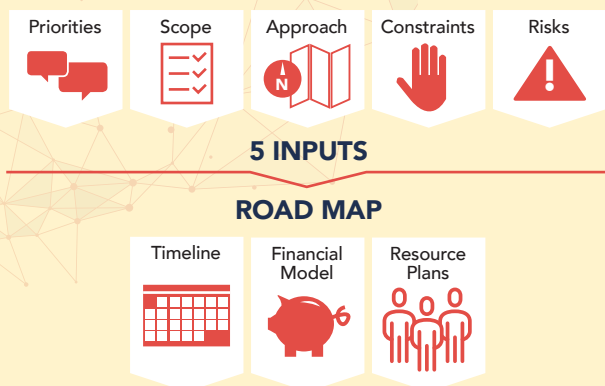 Priorities
Scope
Approach
Constraints
Risks
N
5 INPUTS
ROAD MAP
Timeline
Financial
Model
Resource
Plans